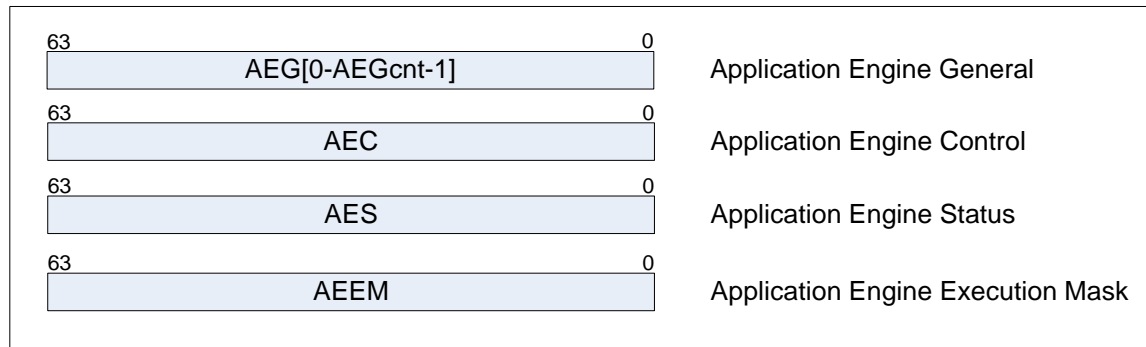 63 0
AEG[0-AEGcnt-1] Application Engine General
63 0
AEC Application Engine Control
63 0
AES Application Engine Status
63 0
AEEM Application Engine Execution Mask